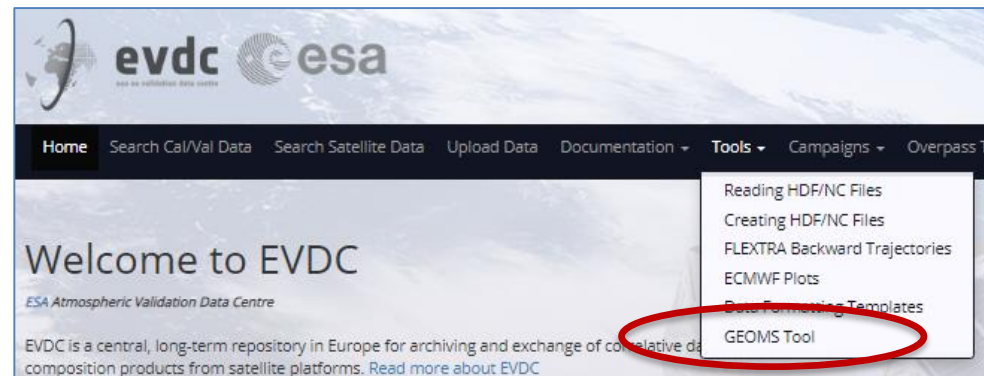 evdc esa
Home Search Cal/Val Data Search Satellite Data Upload Data Documentation Tools Campaigns Overpass
Reading HDF/NC Files
Creating HDF/NC Files
FLEXTRA Backward Trajectories
ECMWF Plots
Data Formatting Templates
GEOMS Tool
Welcome to EVDC
ESA Atmospheric Validation Data Centre
EVDC is a central, long-term repository in Europe for archiving and exchange of correlative da
composition products from satellite platforms. Read more about EVDC